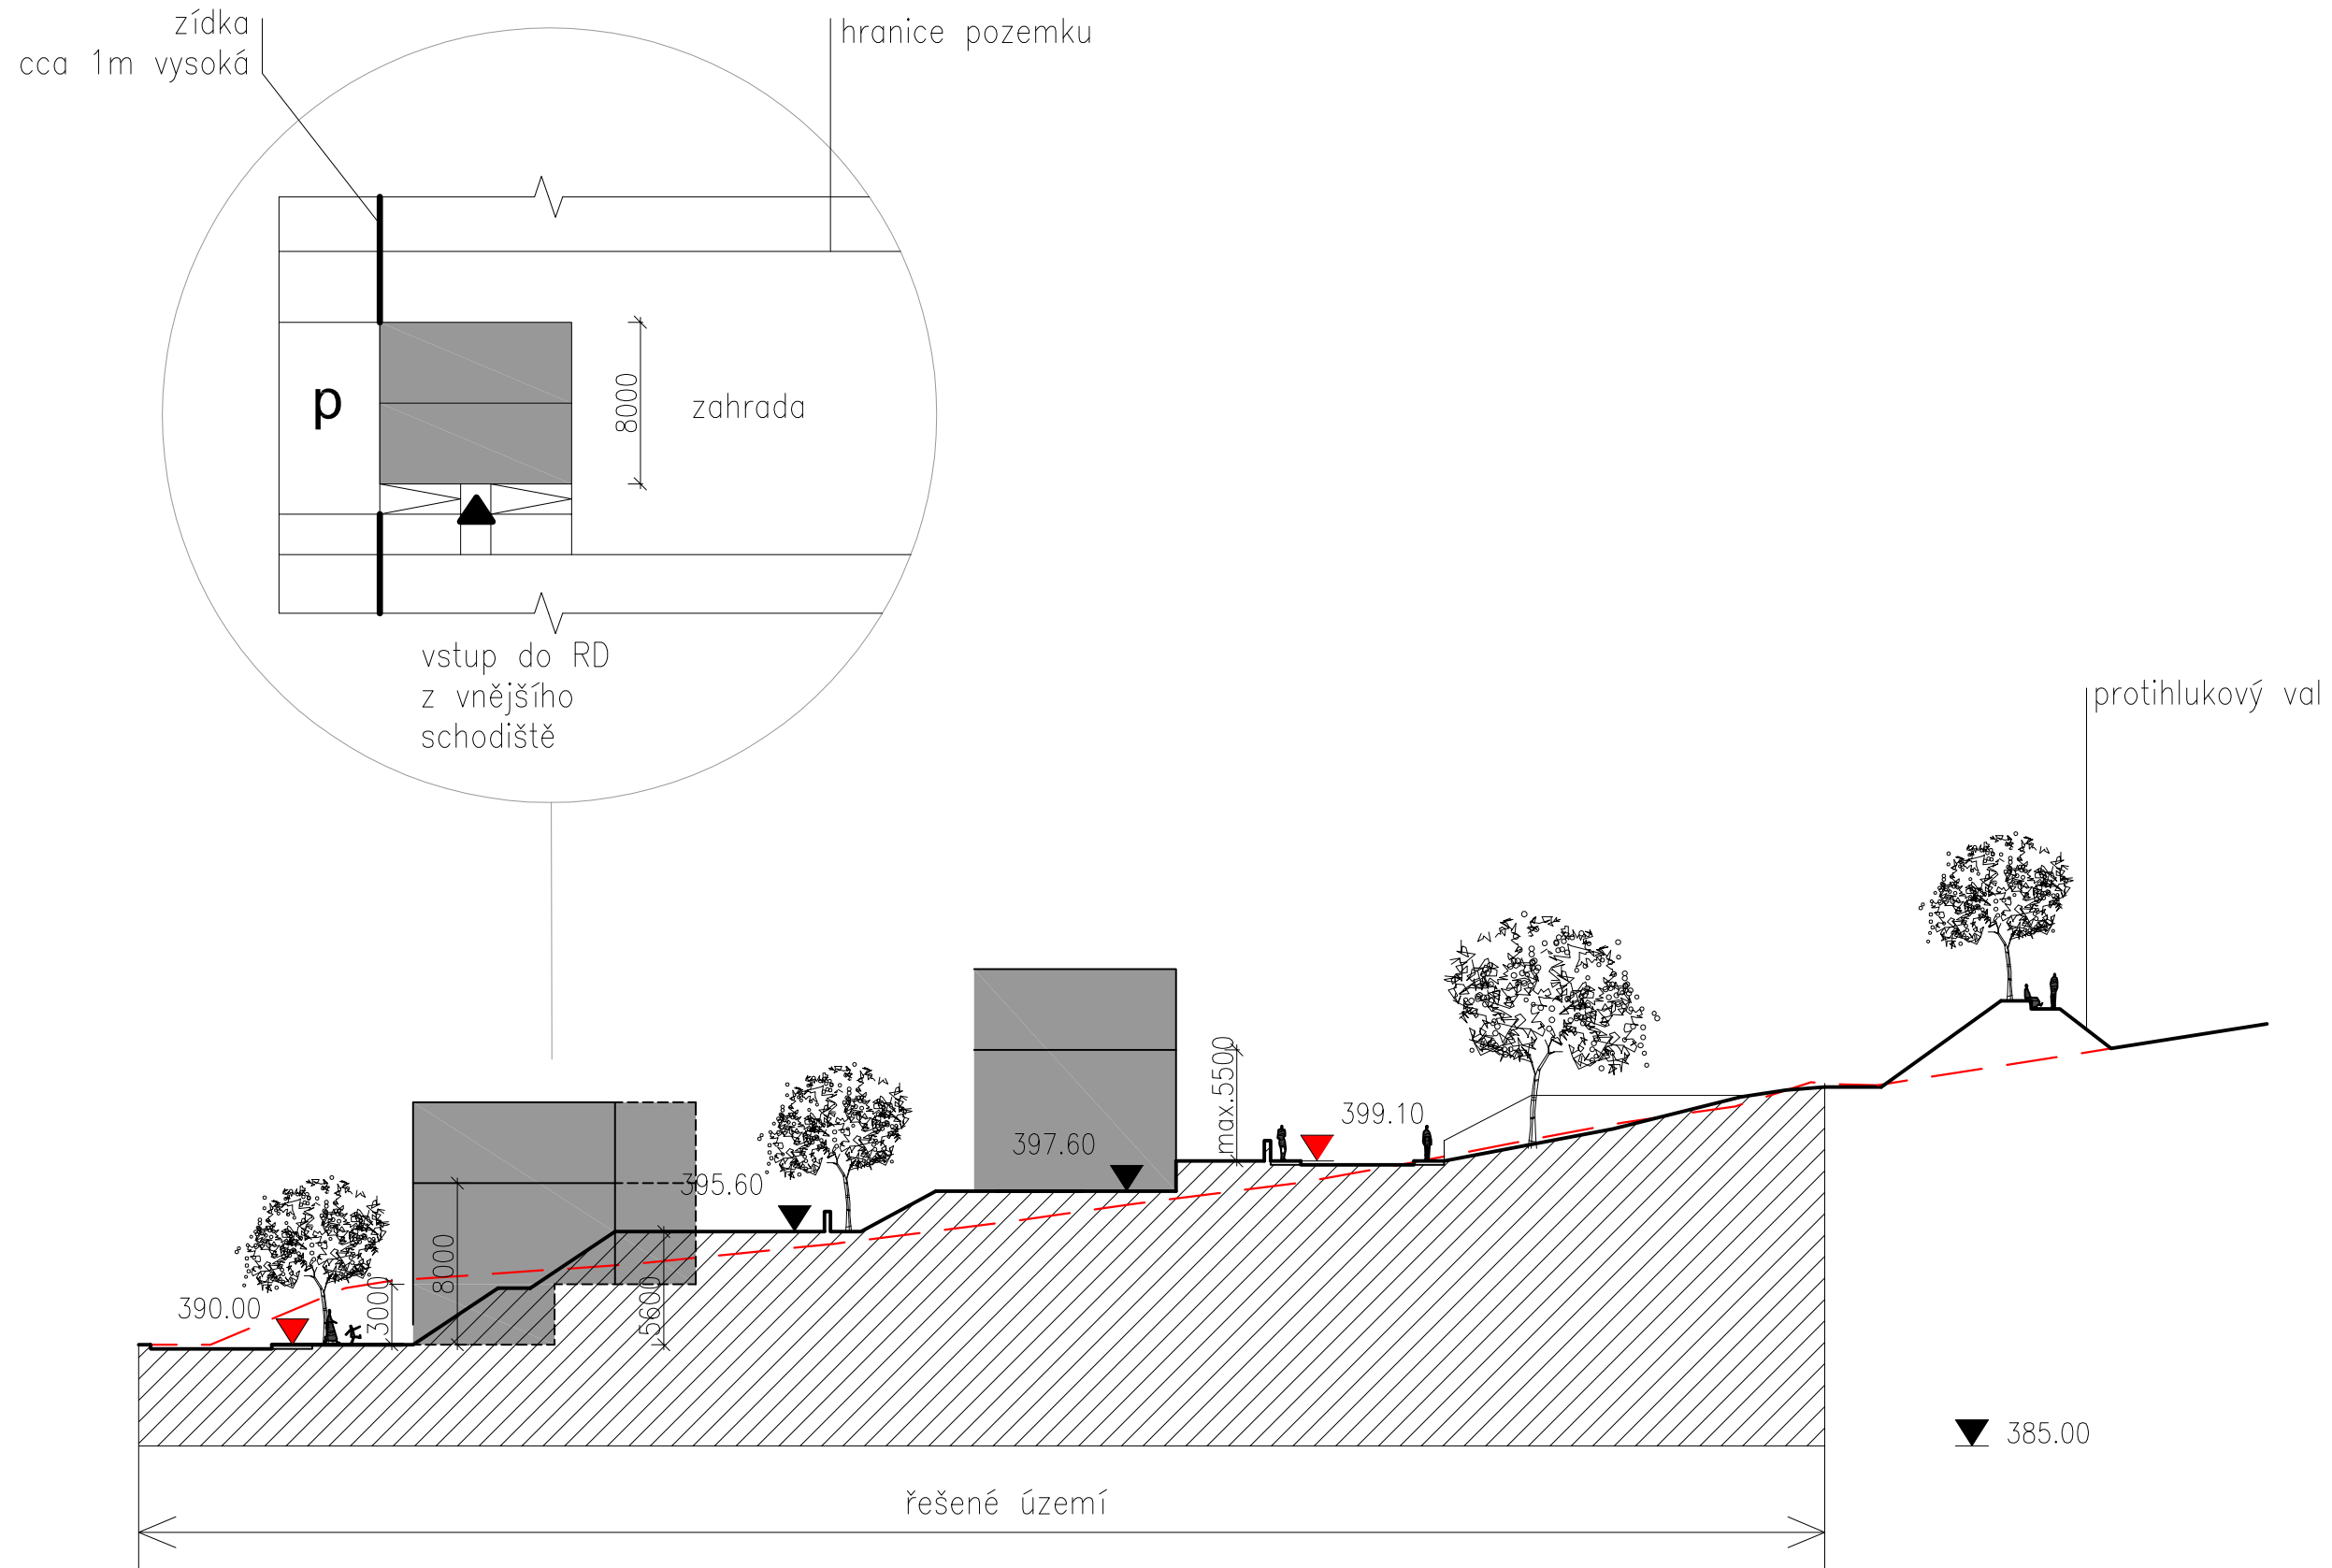 zídka
cca 1m vysoká
hranice pozemku
p
8000
zahrada
vstup do RD
z vnějšího
schodiště
protihlukový val
max.5500
399.10
397.60
395.60
8000
3000
5600
390.00
385.00
řešené území